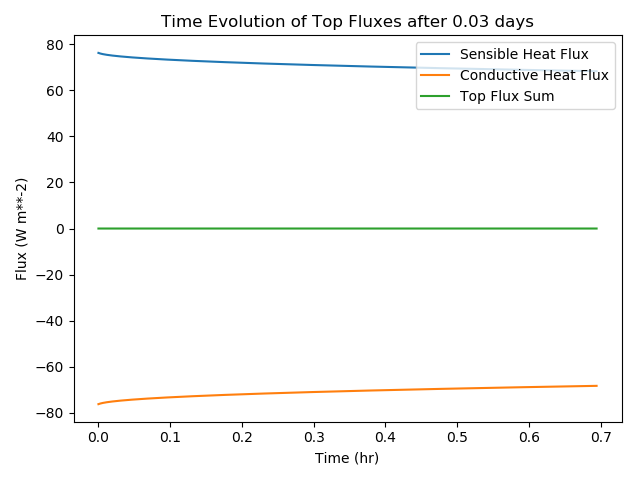 Time Evolution of Top Fluxes after 0.03 days
Sensible Heat Flux
Conductive Heat Flux
Top Flux Sum
Flux (W m**-2)
80
60
40
20
0
−20
−40
−60
−80
0.0 0.1 0.2 0.3 0.4 0.5 0.6 0.7
Time (hr)